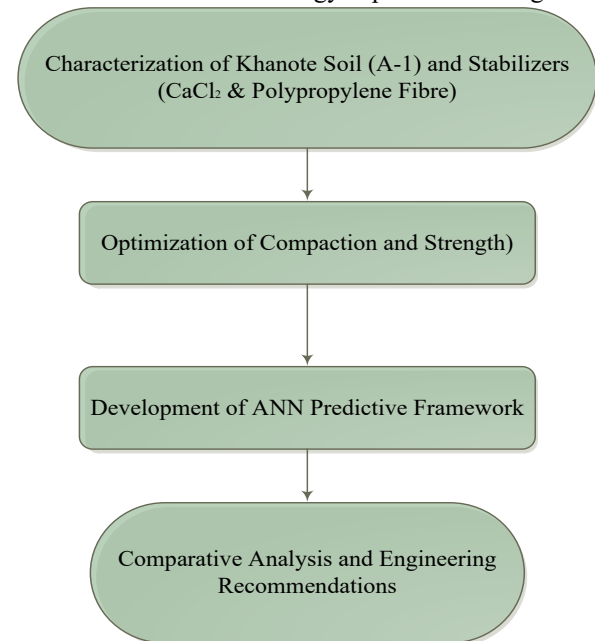 Characterization of Khanote Soil (A-1) and Stabilizers
(CaCl₂ & Polypropylene Fibre)
Optimization of Compaction and Strength)
Development of ANN Predictive Framework
Comparative Analysis and Engineering
Recommendations